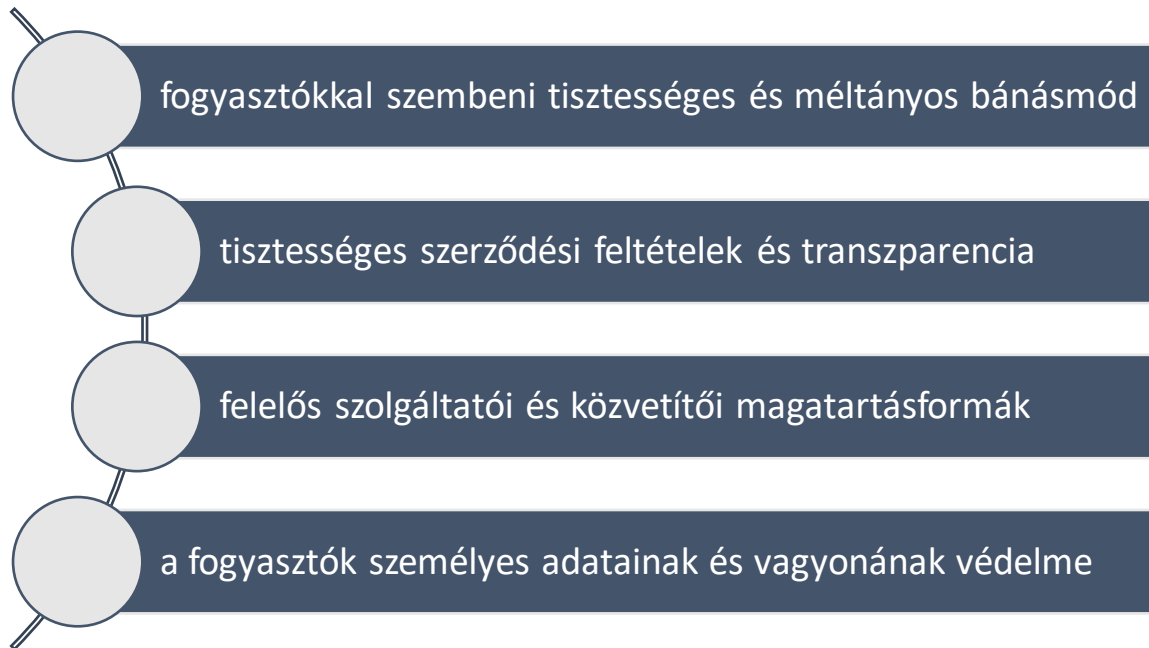 fogyasztókkal szembeni tisztességes és méltányos bánásmód
tisztességes szerződési feltételek és transzparencia
felelős szolgáltatói és közvetítői magatartásformák
a fogyasztók személyes adatainak és vagyonának védelme